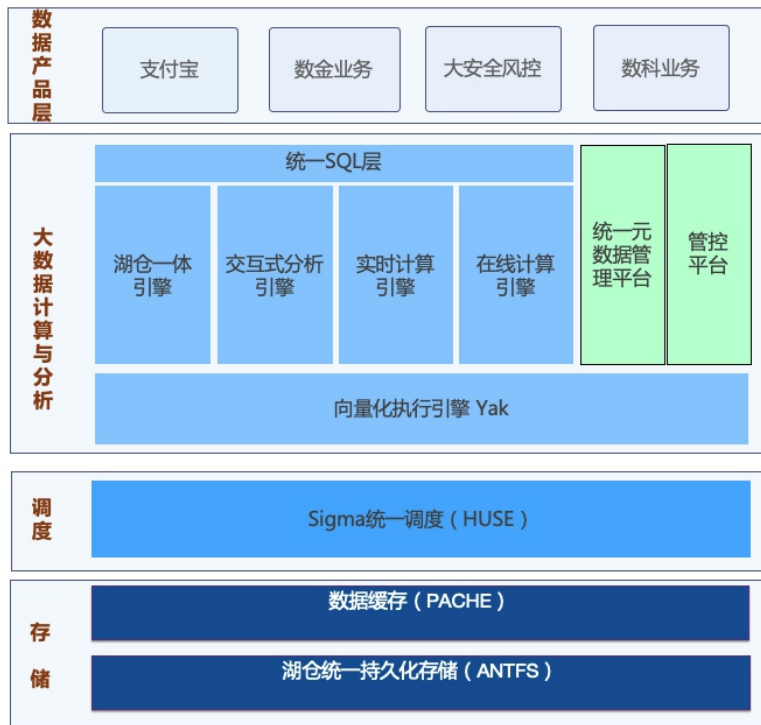 数据产品层
支付宝
数金业务
大安全风控
数科业务
大数据计算与分析
统一SQL层
湖仓一体
引擎
交互式分析
引擎
实时计算
引擎
在线计算
引擎
统一元
数据管
理平台
管控
平台
向量化执行引擎 Yak
调度
Sigma统一调度（HUSE）
存储
数据缓存（PACHE）
湖仓统一持久化存储（ANTFS）